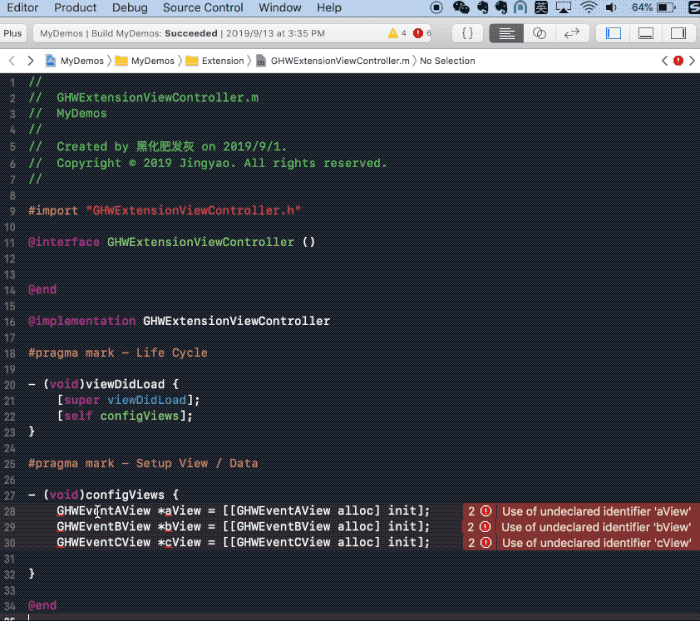 Editor Product Debug Source Control Window Help 英 64%
Plus MyDemos | Build MyDemos: Succeeded | 2019/9/13 at 3:35 PM 4 6 { }
MyDemos MyDemos Extension GHWExtensionViewController.m No Selection
1 //
2 // GHWExtensionViewController.m
3 // MyDemos
4 //
5 // Created by 黑化肥发灰 on 2019/9/1.
6 // Copyright © 2019 Jingyao. All rights reserved.
7 //
8
9 #import "GHWExtensionViewController.h"
10
11 @interface GHWExtensionViewController ()
12
13
14 @end
15
16 @implementation GHWExtensionViewController
17
18 #pragma mark - Life Cycle
19
20 - (void)viewDidLoad {
21 [super viewDidLoad];
22 [self configViews];
23 }
24
25 #pragma mark - Setup View / Data
26
27 - (void)configViews {
28 GHWEventAView *aView = [[GHWEventAView alloc] init]; 2 Use of undeclared identifier 'aView'
29 GHWEventBView *bView = [[GHWEventBView alloc] init]; 2 Use of undeclared identifier 'bView'
30 GHWEventCView *cView = [[GHWEventCView alloc] init]; 2 Use of undeclared identifier 'cView'
31
32 }
33
34 @end
35